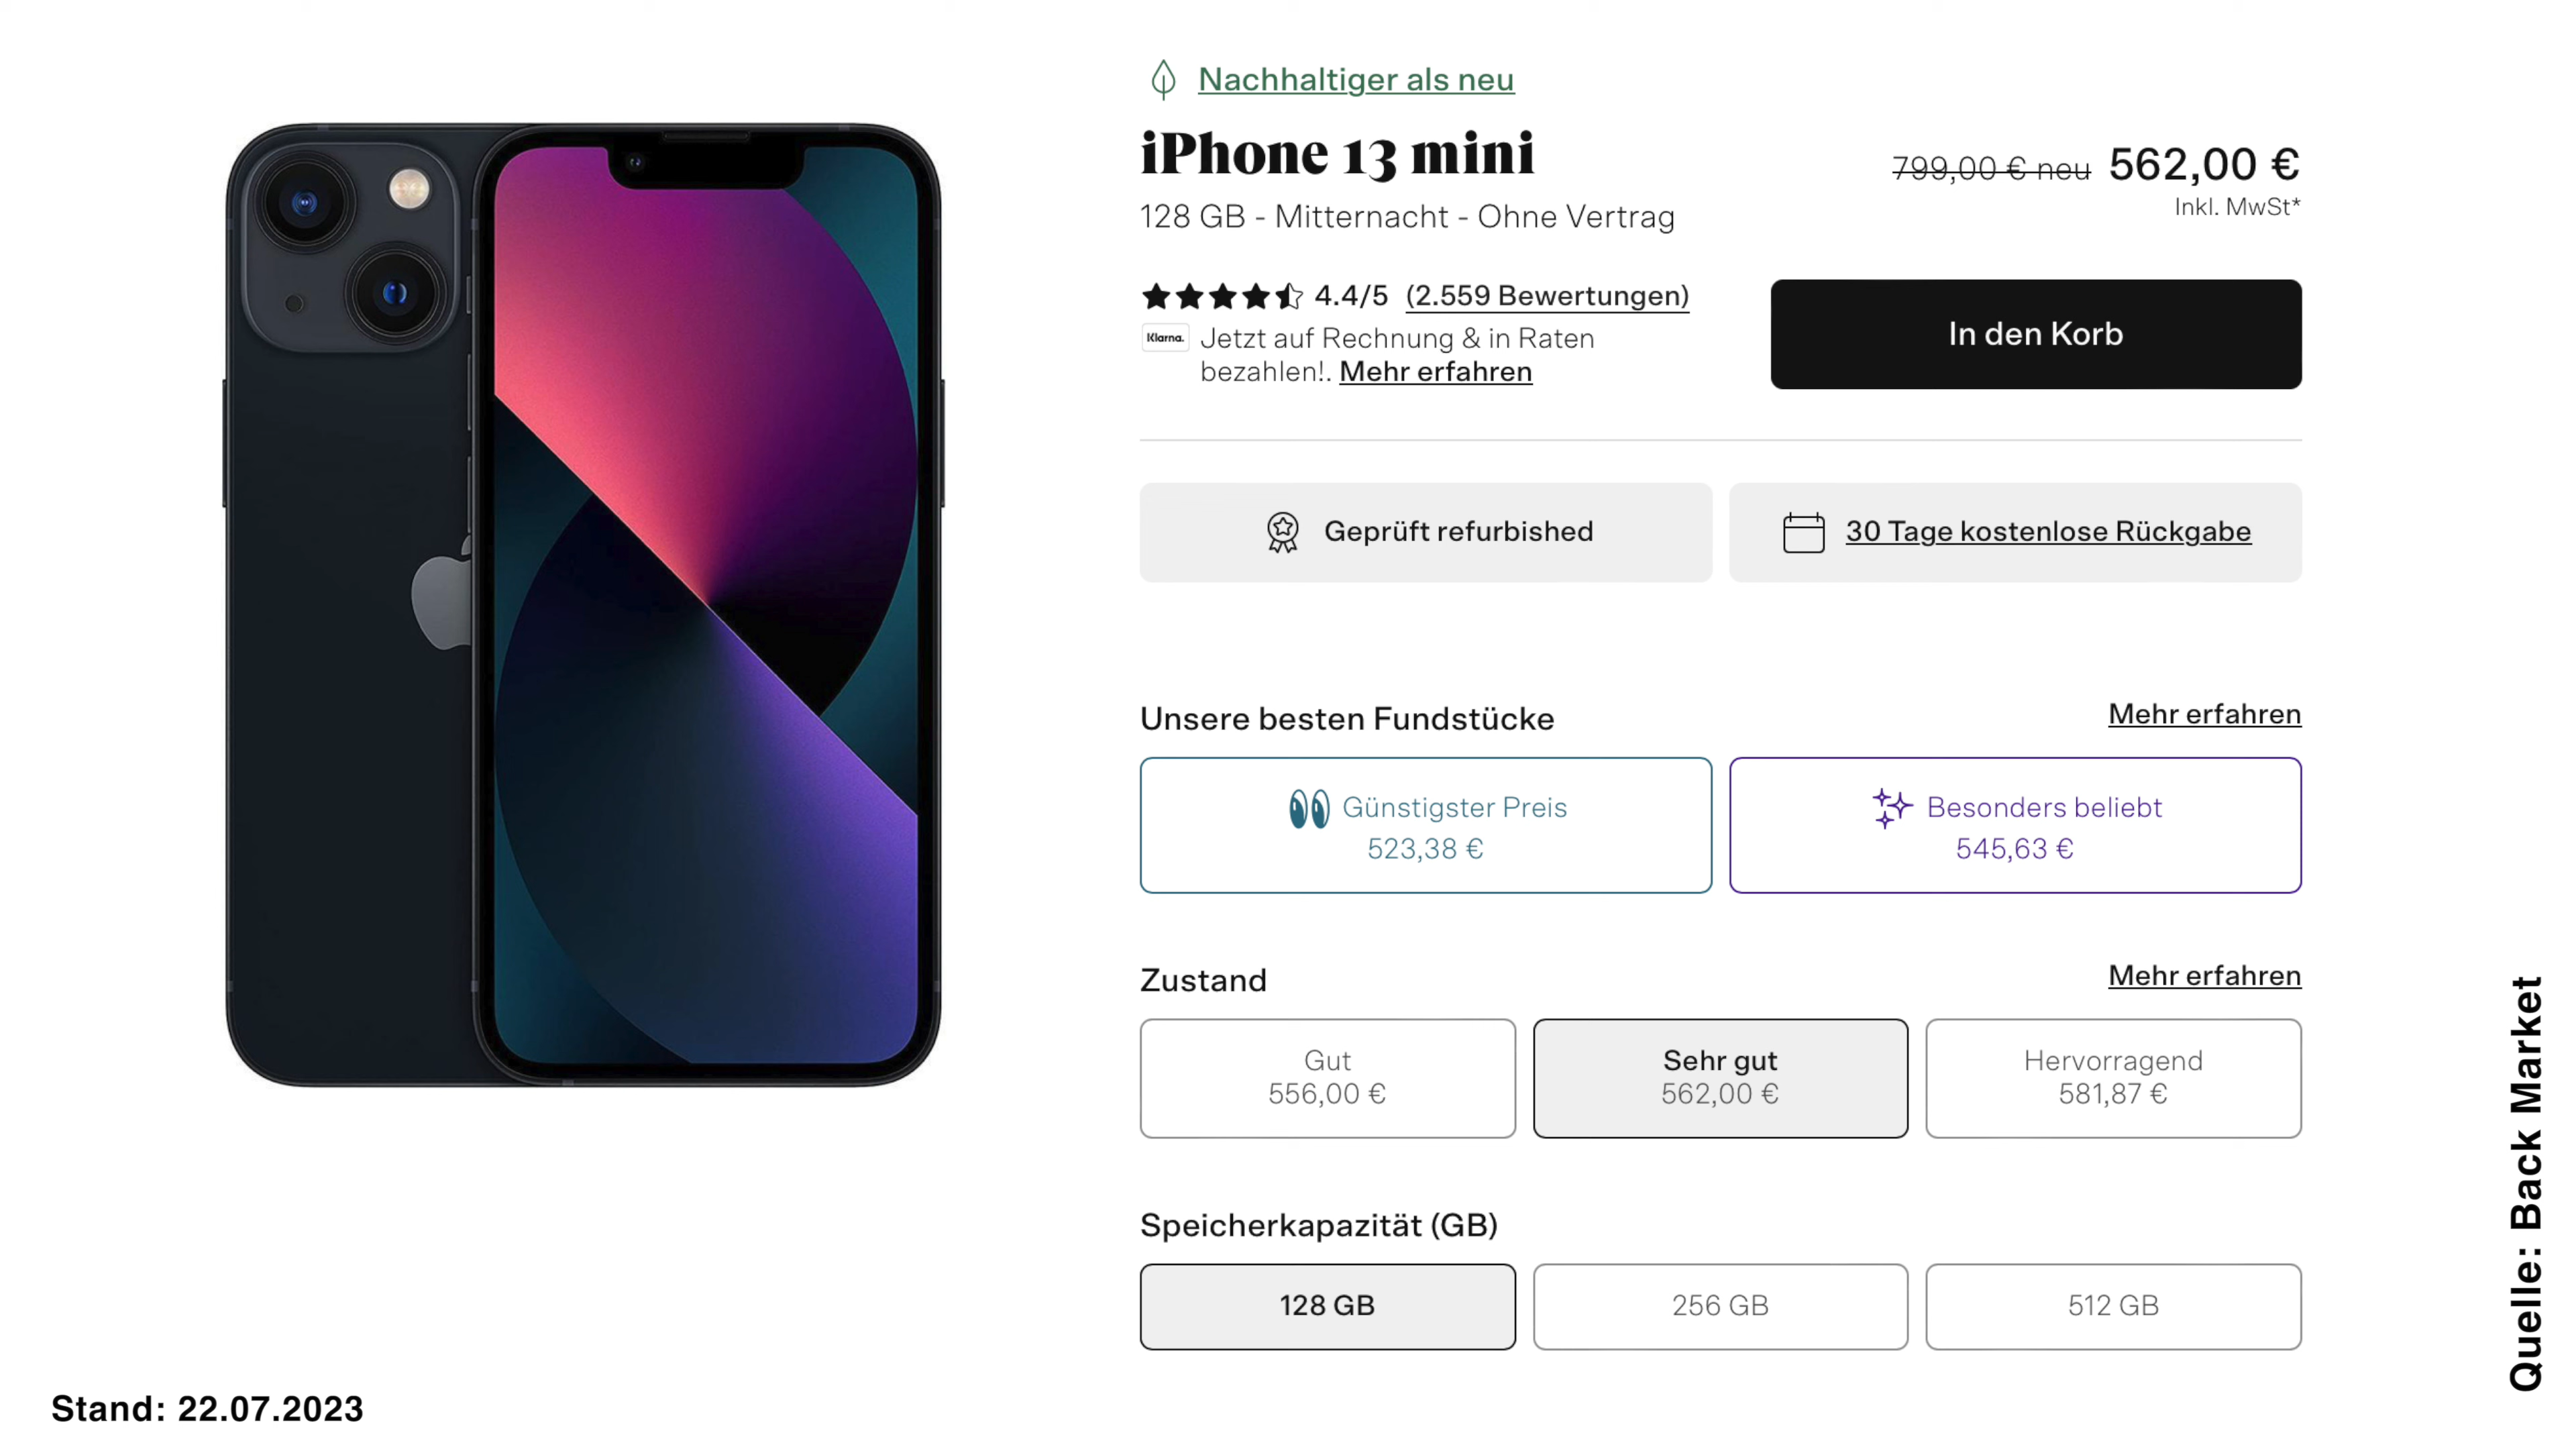 Nachhaltiger als neu
iPhone 13 mini
799,00 € neu 562,00 €
Inkl. MwSt*
128 GB - Mitternacht - Ohne Vertrag
4.4/5 (2.559 Bewertungen)
Klarna. Jetzt auf Rechnung & in Raten
bezahlen!. Mehr erfahren
In den Korb
Geprüft refurbished
30 Tage kostenlose Rückgabe
Unsere besten Fundstücke
Mehr erfahren
Günstigster Preis
523,38 €
Besonders beliebt
545,63 €
Zustand
Mehr erfahren
Gut
556,00 €
Sehr gut
562,00 €
Hervorragend
581,87 €
Speicherkapazität (GB)
128 GB
256 GB
512 GB
Stand: 22.07.2023
Quelle: Back Market